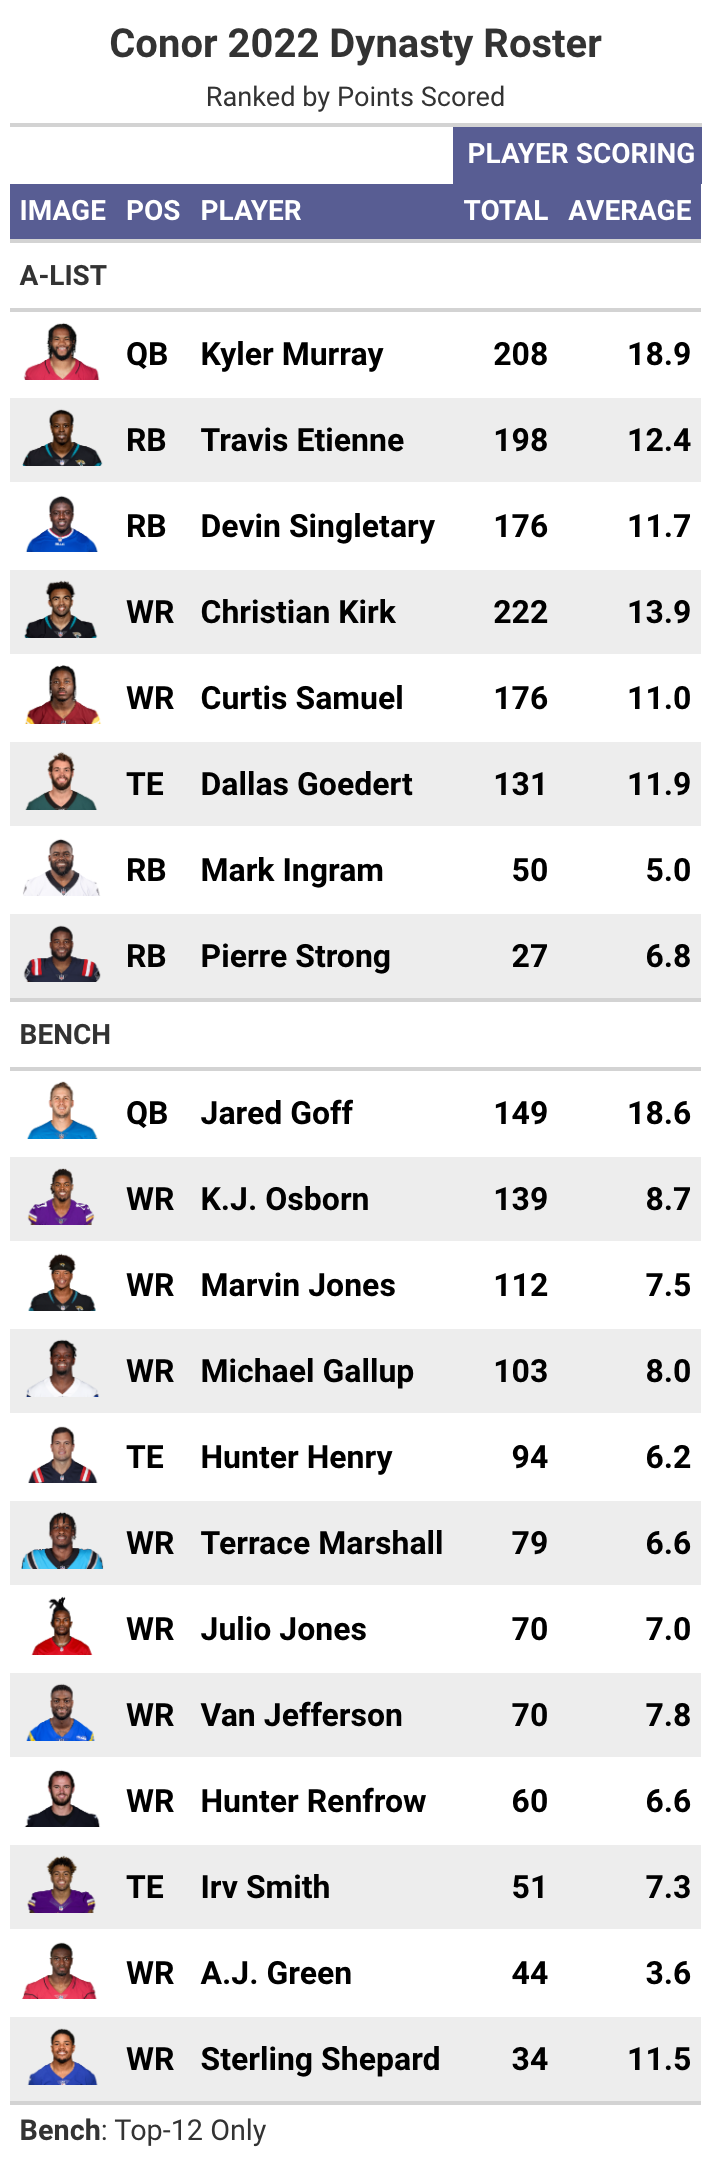 Conor 2022 Dynasty Roster
Ranked by Points Scored
PLAYER SCORING
IMAGE POS PLAYER TOTAL AVERAGE
A-LIST
QB Kyler Murray 208 18.9
RB Travis Etienne 198 12.4
RB Devin Singletary 176 11.7
WR Christian Kirk 222 13.9
WR Curtis Samuel 176 11.0
TE Dallas Goedert 131 11.9
RB Mark Ingram 50 5.0
RB Pierre Strong 27 6.8
BENCH
QB Jared Goff 149 18.6
WR K.J. Osborn 139 8.7
WR Marvin Jones 112 7.5
WR Michael Gallup 103 8.0
TE Hunter Henry 94 6.2
WR Terrace Marshall 79 6.6
WR Julio Jones 70 7.0
WR Van Jefferson 70 7.8
WR Hunter Renfrow 60 6.6
TE Irv Smith 51 7.3
WR A.J. Green 44 3.6
WR Sterling Shepard 34 11.5
Bench: Top-12 Only